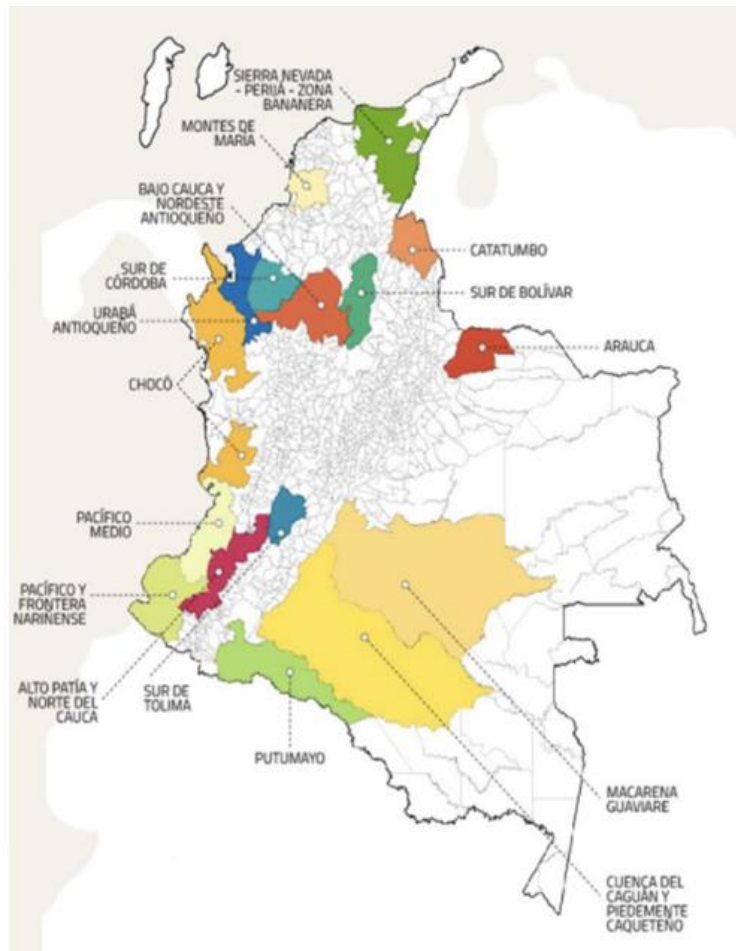 SIERRA NEVADA
- PERIJÁ - ZONA
BANANERA
MONTES DE
MARÍA
BAJO CAUCA Y
NORDESTE
ANTIOQUEÑO
SUR DE
CÓRDOBA
URABÁ
ANTIOQUEÑO
CHOCÓ
PACÍFICO
MEDIO
PACÍFICO Y
FRONTERA
NARIÑENSE
ALTO PATÍA Y
NORTE DEL
CAUCA
SUR DE
TOLIMA
PUTUMAYO
CATATUMBO
SUR DE BOLÍVAR
ARAUCA
MACARENA
GUAVIARE
CUENCA DEL
CAGUÁN Y
PIEDEMENTE
CAQUETEÑO